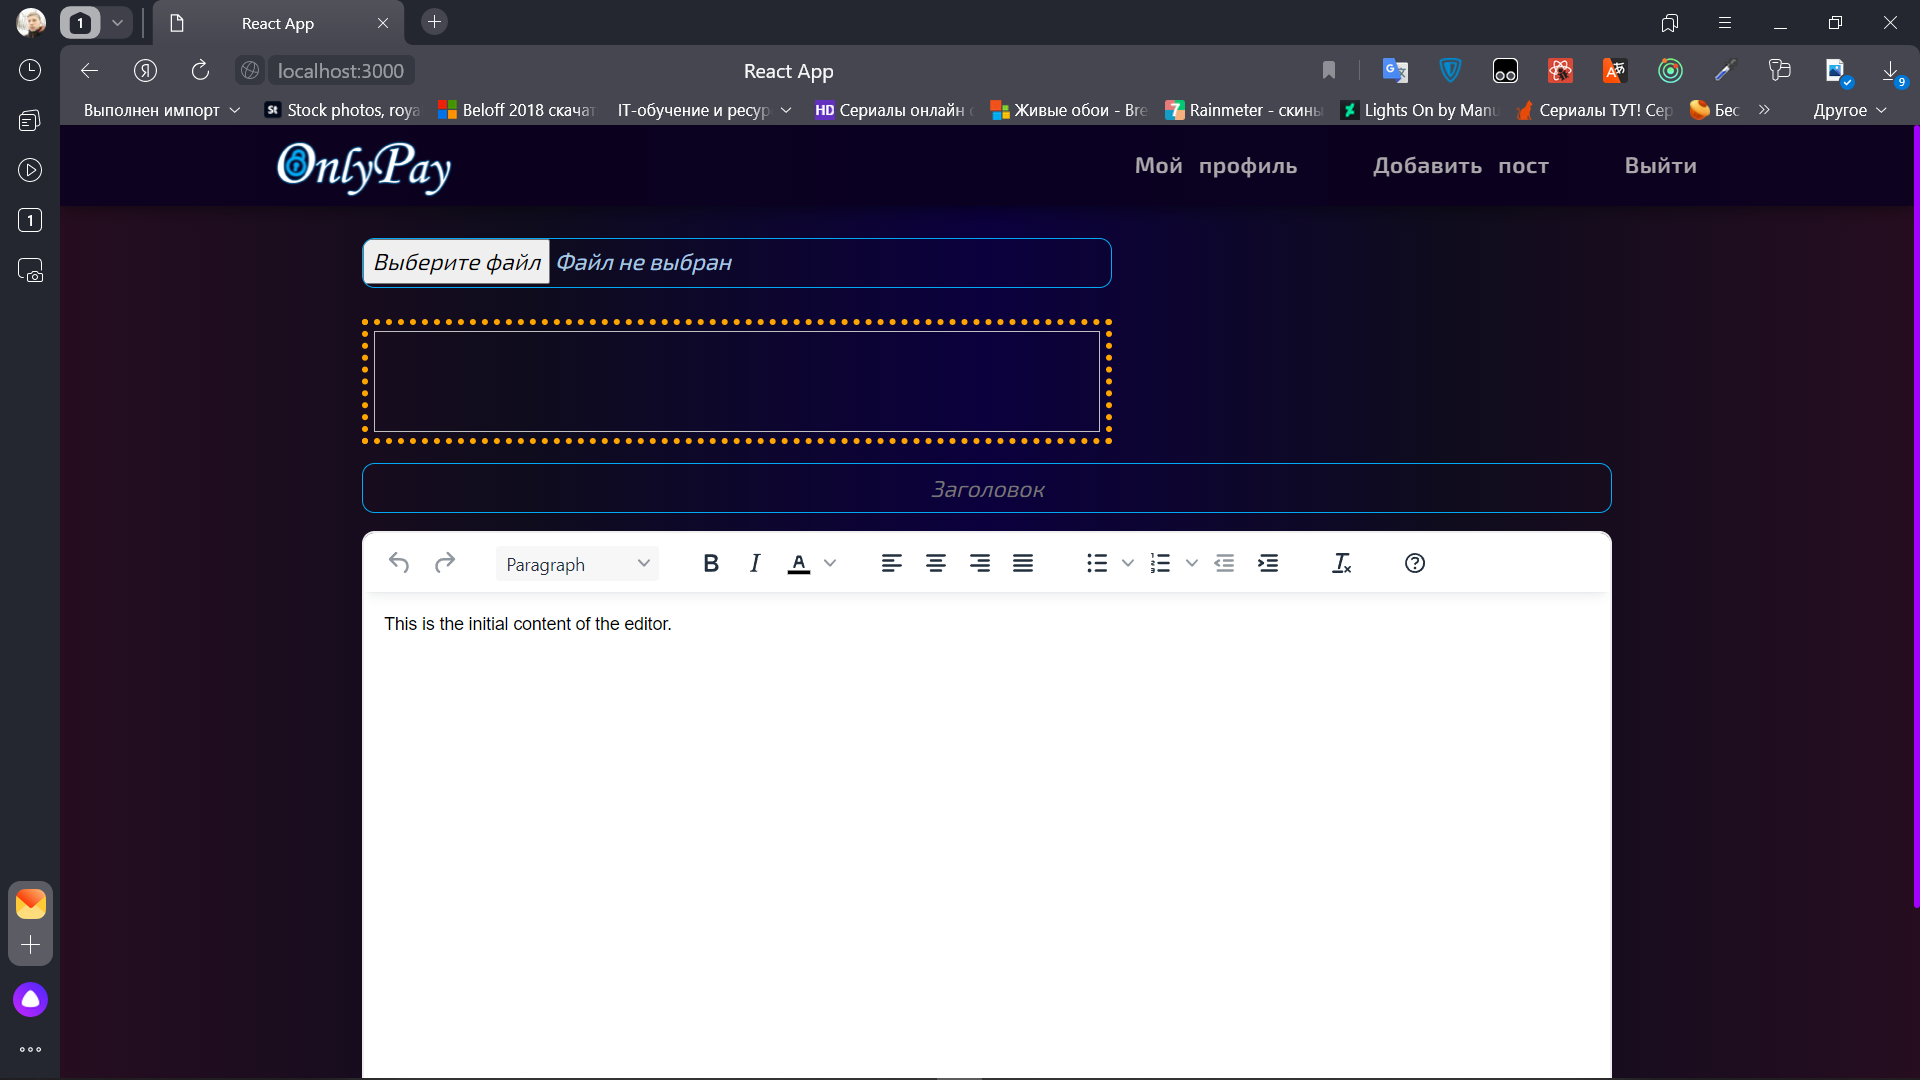 1
React App
localhost:3000
React App
9
Выполнен импорт
St Stock photos, roya
Beloff 2018 скачат
IT-обучение и ресур
HD Сериалы онлайн
Живые обои - Bre
7 Rainmeter - скины
Lights On by Manu
Сериалы ТУТ! Сер
Бес
Другое
1
OnlyPay
Мой профиль
Добавить пост
Выйти
Выберите файл Файл не выбран
Заголовок
Paragraph
This is the initial content of the editor.